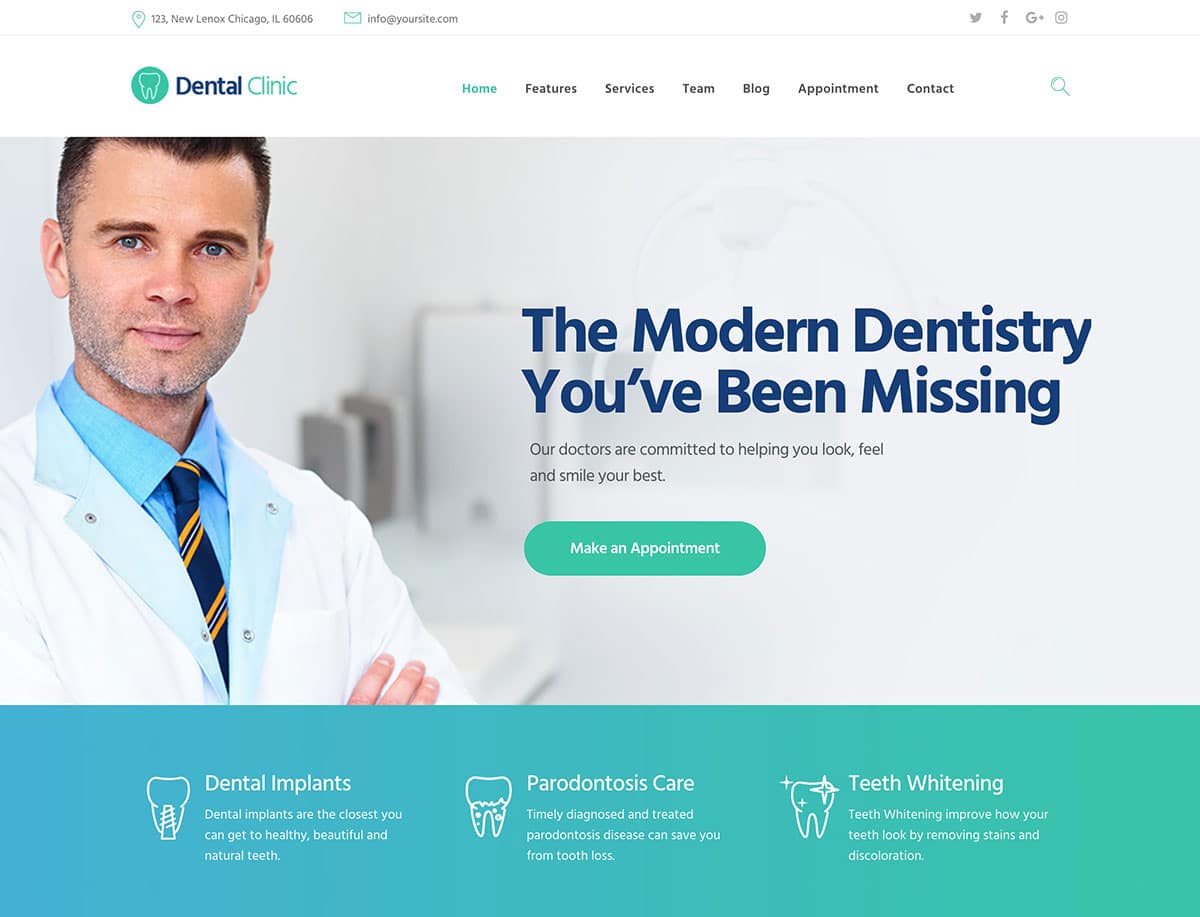 123, New Lenox Chicago, IL 60606
info@yoursite.com
G+
Dental Clinic
Home
Features
Services
Team
Blog
Appointment
Contact
The Modern Dentistry
You’ve Been Missing
Our doctors are committed to helping you look, feel
and smile your best.
Make an Appointment
Dental Implants
Dental implants are the closest you
can get to healthy, beautiful and
natural teeth.
Parodontosis Care
Timely diagnosed and treated
parodontosis disease can save you
from tooth loss.
Teeth Whitening
Teeth Whitening improve how your
teeth look by removing stains and
discoloration.